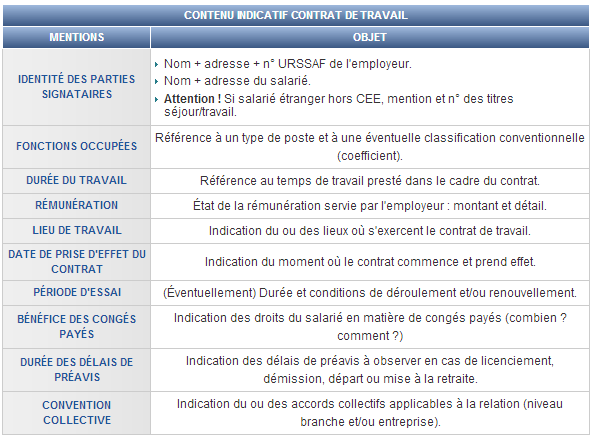 CONTENU INDICATIF CONTRAT DE TRAVAIL
MENTIONS
OBJET
IDENTITÉ DES PARTIES
SIGNATAIRES
Nom + adresse + n° URSSAF de l'employeur.
Nom + adresse du salarié.
Attention ! Si salarié étranger hors CEE, mention et n° des titres
séjour/travail.
FONCTIONS OCCUPÉES
Référence à un type de poste et à une éventuelle classification conventionnelle
(coefficient).
DURÉE DU TRAVAIL
Référence au temps de travail presté dans le cadre du contrat.
RÉMUNÉRATION
État de la rémunération servie par l'employeur : montant et détail.
LIEU DE TRAVAIL
Indication du ou des lieux où s'exercent le contrat de travail.
DATE DE PRISE D'EFFET DU
CONTRAT
Indication du moment où le contrat commence et prend effet.
PÉRIODE D'ESSAI
(Éventuellement) Durée et conditions de déroulement et/ou renouvellement.
BÉNÉFICE DES CONGÉS
PAYÉS
Indication des droits du salarié en matière de congés payés (combien ?
comment ?)
DURÉE DES DÉLAIS DE
PRÉAVIS
Indication des délais de préavis à observer en cas de licenciement,
démission, départ ou mise à la retraite.
CONVENTION
COLLECTIVE
Indication du ou des accords collectifs applicables à la relation (niveau
branche et/ou entreprise).